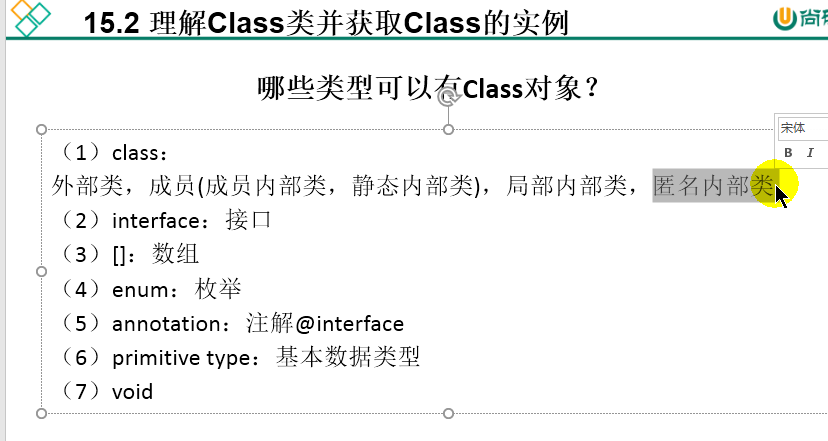 15.2 理解Class类并获取Class的实例
尚
哪些类型可以有Class对象？
宋体
B I
（1）class：
外部类，成员(成员内部类，静态内部类)，局部内部类，匿名内部类
（2）interface：接口
（3）[]：数组
（4）enum：枚举
（5）annotation：注解@interface
（6）primitive type：基本数据类型
（7）void